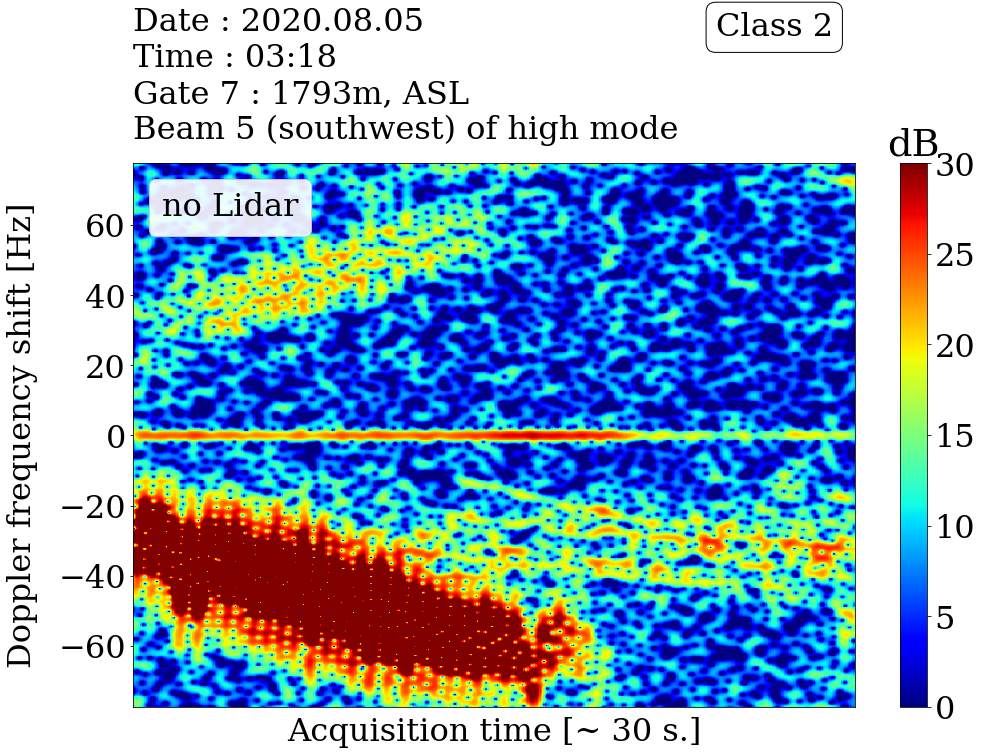 Date : 2020.08.05
Time : 03:18
Gate 7 : 1793m, ASL
Beam 5 (southwest) of high mode
Class 2
dB
no Lidar
Doppler frequency shift [Hz]
60
40
20
0
−20
−40
−60
30
25
20
15
10
5
0
Acquisition time [~ 30 s.]